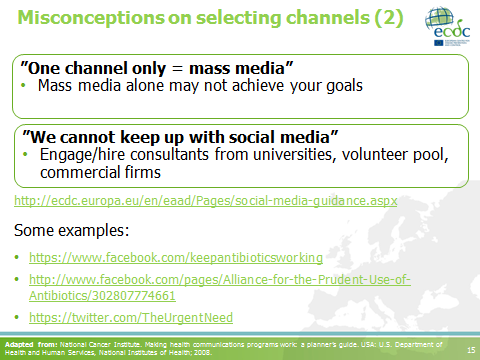 Misconceptions on selecting channels (2)
ecdc
”One channel only = mass media”
• Mass media alone may not achieve your goals
”We cannot keep up with social media”
• Engage/hire consultants from universities, volunteer pool,
commercial firms
http://ecdc.europa.eu/en/eaad/Pages/social-media-guidance.aspx
Some examples:
• https://www.facebook.com/keepantibioticsworking
• http://www.facebook.com/pages/Alliance-for-the-Prudent-Use-of-
Antibiotics/302807774661
• https://twitter.com/TheUrgentNeed
Adapted from: National Cancer Institute. Making health communications programs work: a planner’s guide. USA: U.S. Department of
Health and Human Services, National Institutes of Health; 2008.
15